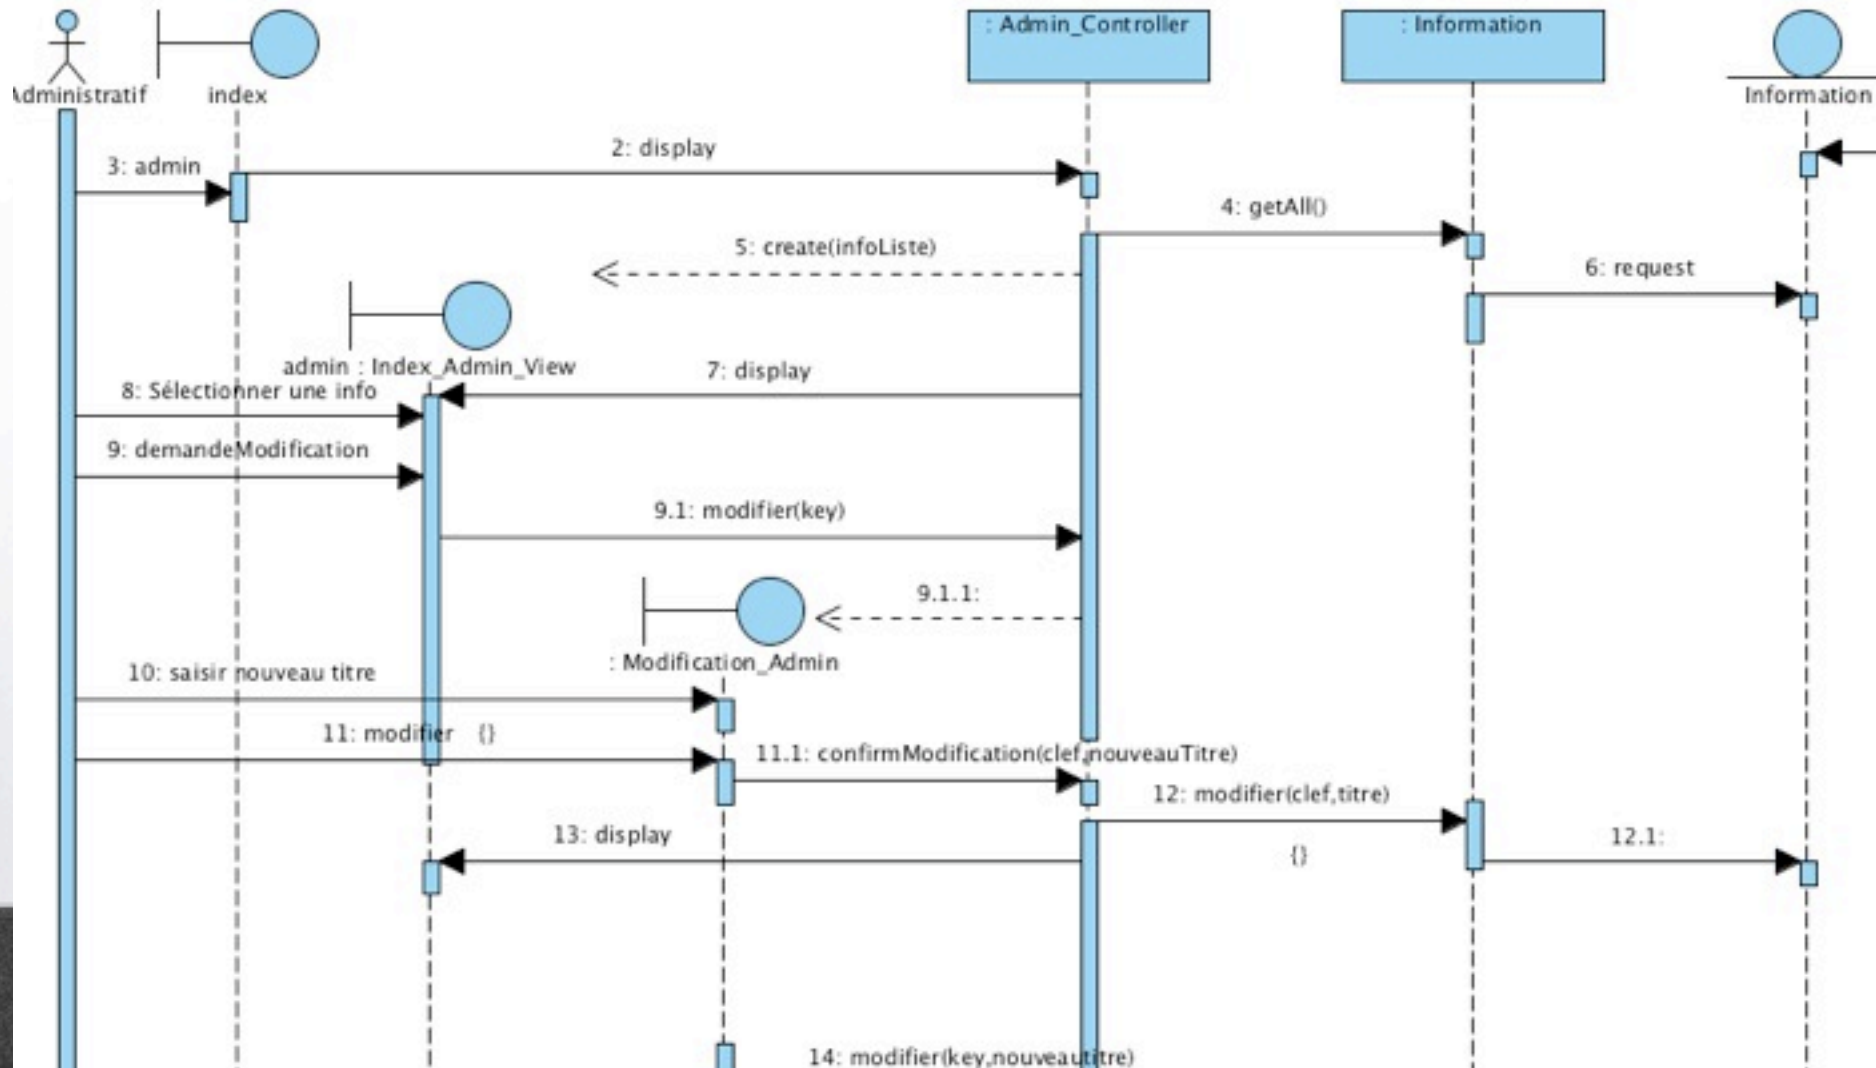 : Admin_Controller
: Information
Administratif
index
Information
2: display
3: admin
4: getAll()
5: create(infoListe)
6: request
admin : Index_Admin_View
7: display
8: Sélectionner une info
9: demandeModification
9.1: modifier(key)
9.1.1:
: Modification_Admin
10: saisir nouveau titre
11: modifier {}
11.1: confirmModification(clef,nouveauTitre)
12: modifier(clef,titre)
13: display
12.1:
{}
14: modifier(key,nouveautitre)